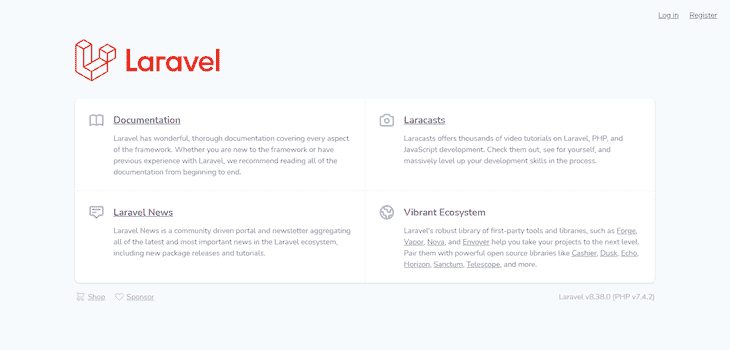 Log in Register
Laravel
Documentation
Laravel has wonderful, thorough documentation covering every aspect
of the framework. Whether you are new to the framework or have
previous experience with Laravel, we recommend reading all of the
documentation from beginning to end.
Laracasts
Laracasts offers thousands of video tutorials on Laravel, PHP, and
JavaScript development. Check them out, see for yourself, and
massively level up your development skills in the process.
Laravel News
Laravel News is a community driven portal and newsletter aggregating
all of the latest and most important news in the Laravel ecosystem,
including new package releases and tutorials.
Vibrant Ecosystem
Laravel's robust library of first-party tools and libraries, such as Forge,
Vapor, Nova, and Envoyer help you take your projects to the next level.
Pair them with powerful open source libraries like Cashier, Dusk, Echo,
Horizon, Sanctum, Telescope, and more.
Shop Sponsor
Laravel v8.38.0 (PHP v7.4.2)